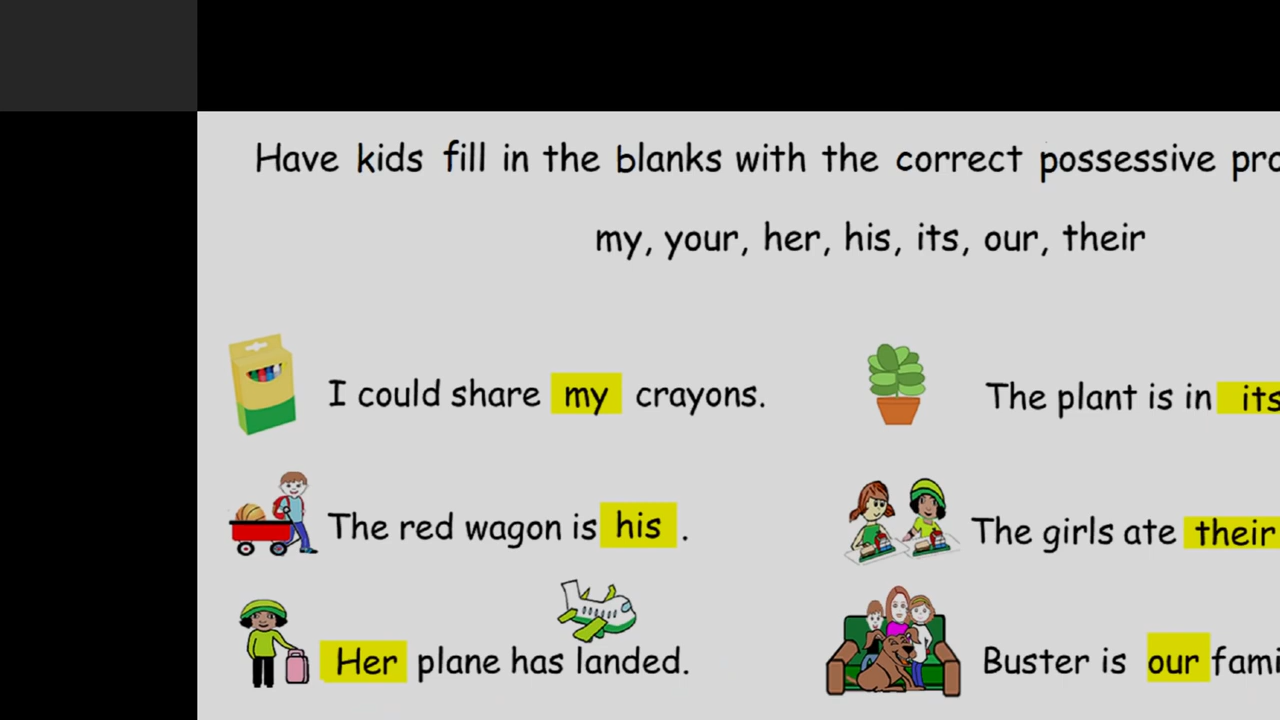 Have kids fill in the blanks with the correct possessive
my, your, her, his, its, our, their
I could share my crayons.
The plant is in its
The red wagon is his .
The girls ate their
Her plane has landed.
Buster is our